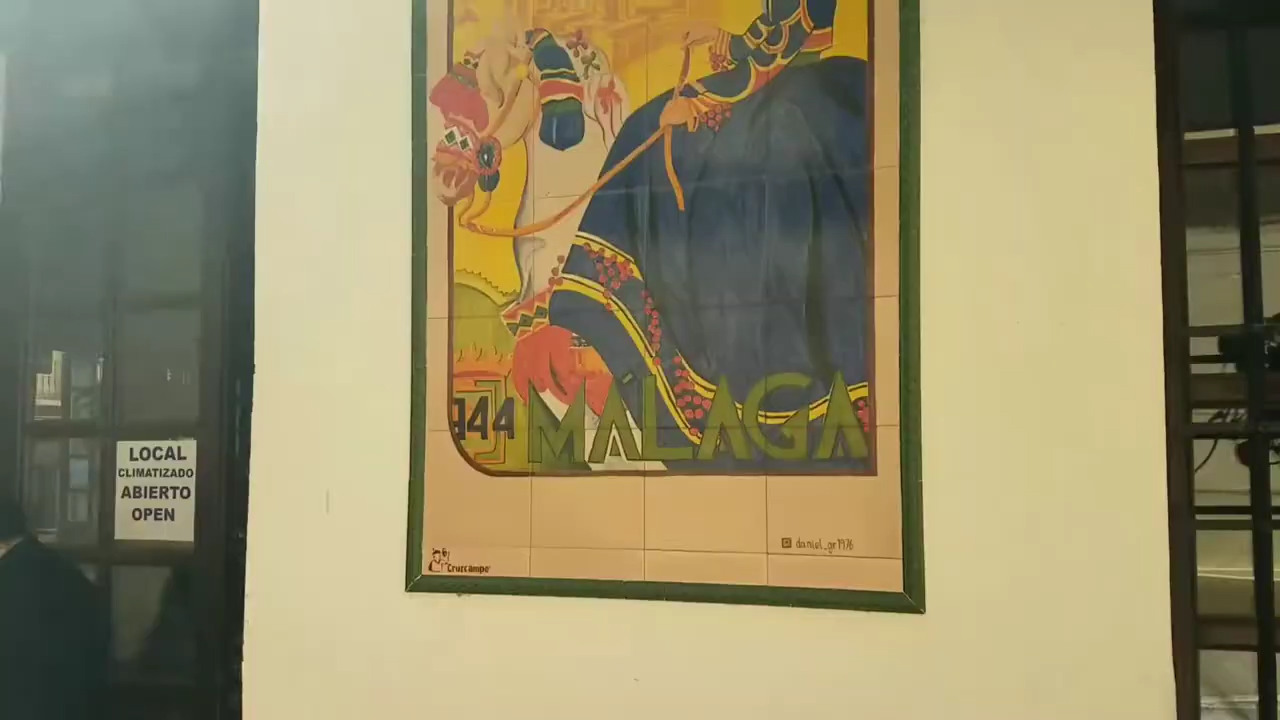 LOCAL
CLIMATIZADO
ABIERTO
OPEN
944 MÁLAGA
Cruzcampo
daniel_gr1976